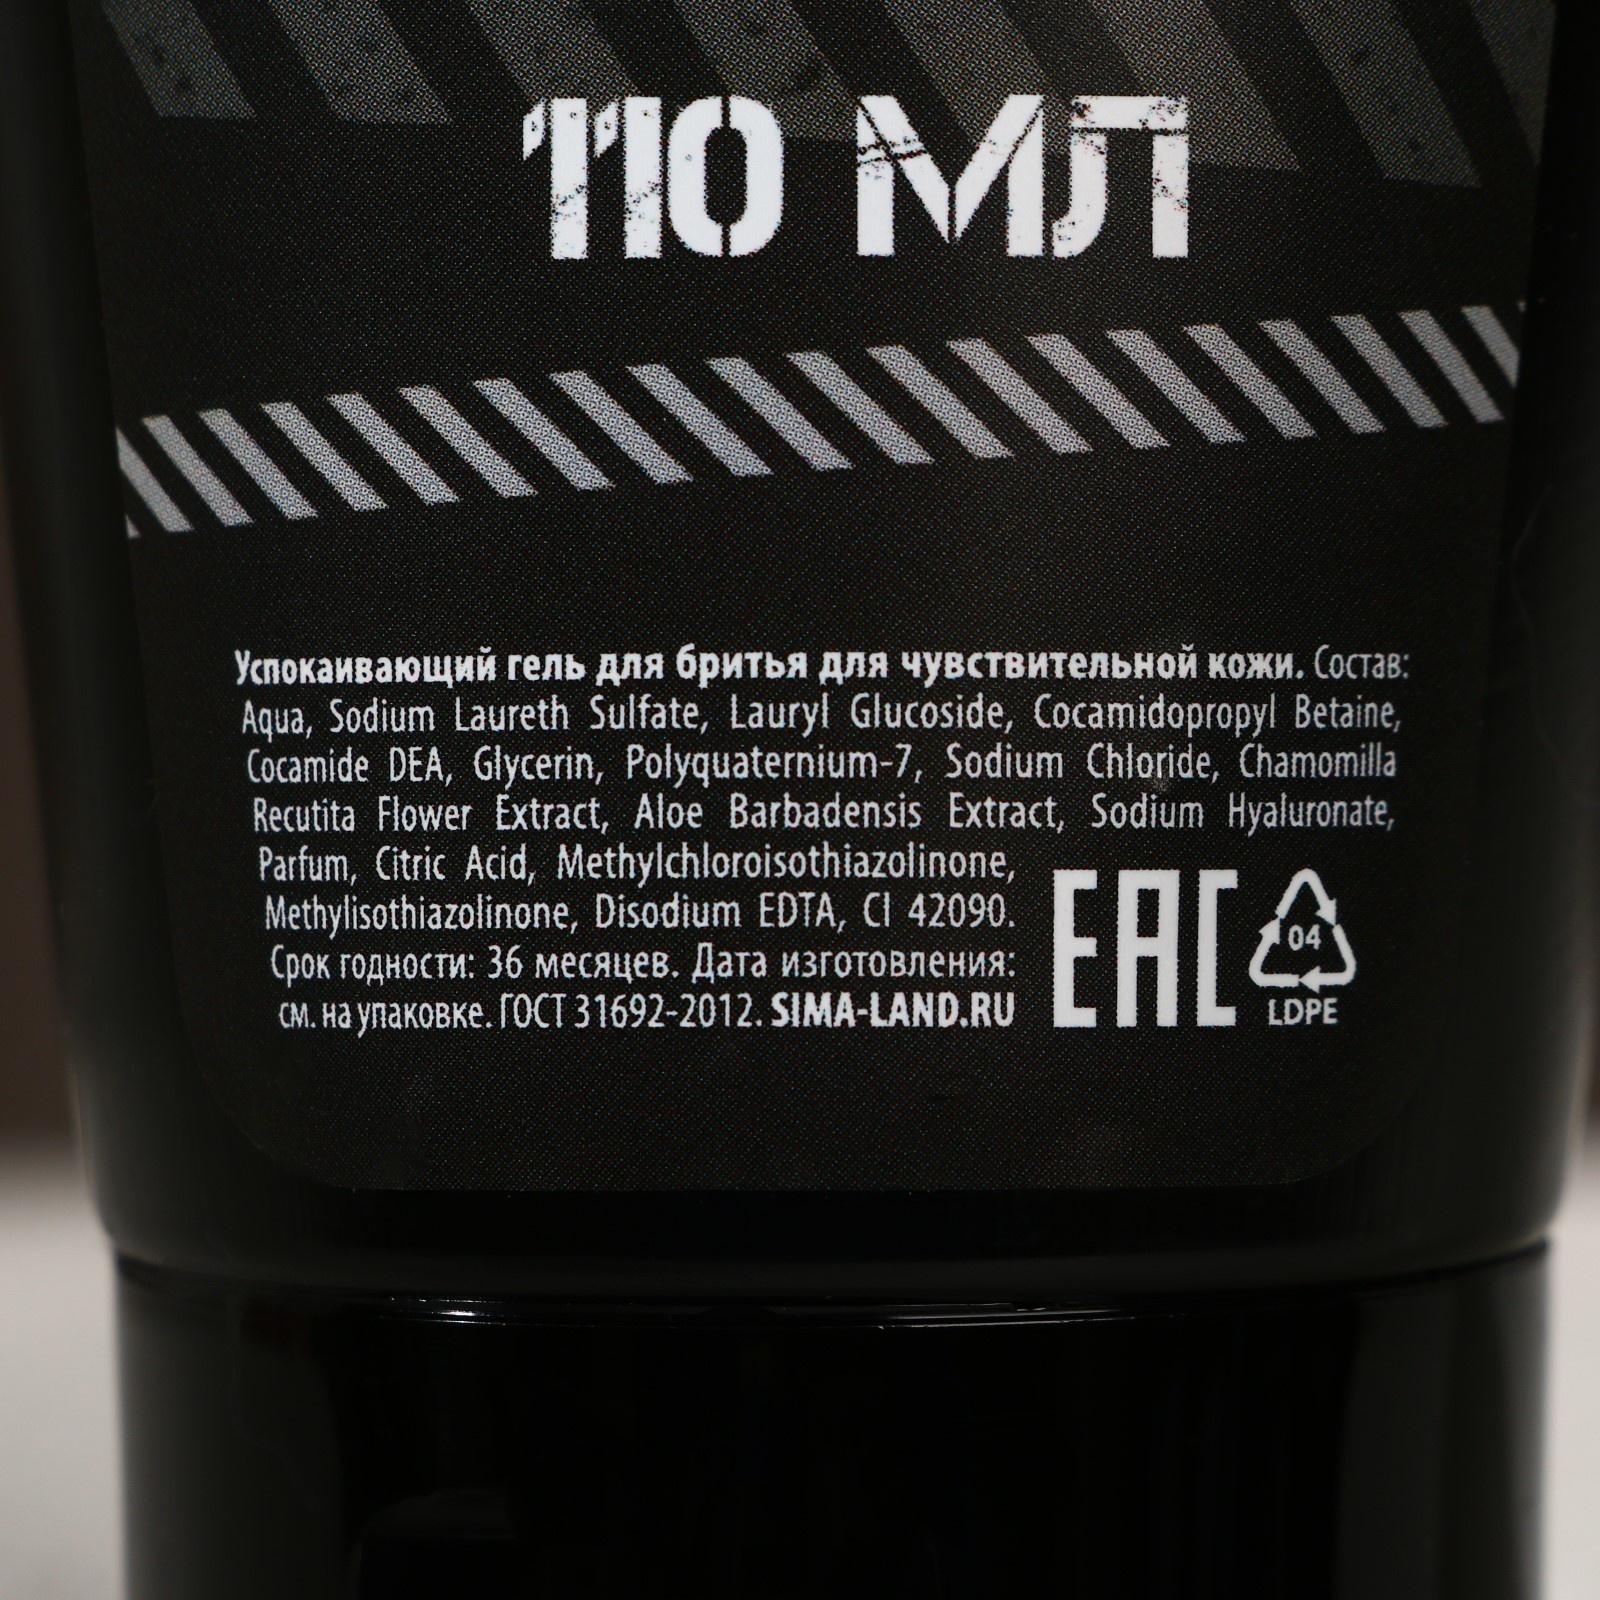 110 МЛ
Успокаивающий гель для бритья для чувствительной кожи. Состав:
Aqua, Sodium Laureth Sulfate, Lauryl Glucoside, Cocamidopropyl Betaine,
Cocamide DEA, Glycerin, Polyquaternium-7, Sodium Chloride, Chamomilla
Recutita Flower Extract, Aloe Barbadensis Extract, Sodium Hyaluronate,
Parfum, Citric Acid, Methylchloroisothiazolinone,
Methylisothiazolinone, Disodium EDTA, CI 42090.
Срок годности: 36 месяцев. Дата изготовления:
см. на упаковке. ГОСТ 31692-2012. SIMA-LAND.RU
EAC
04
LDPE